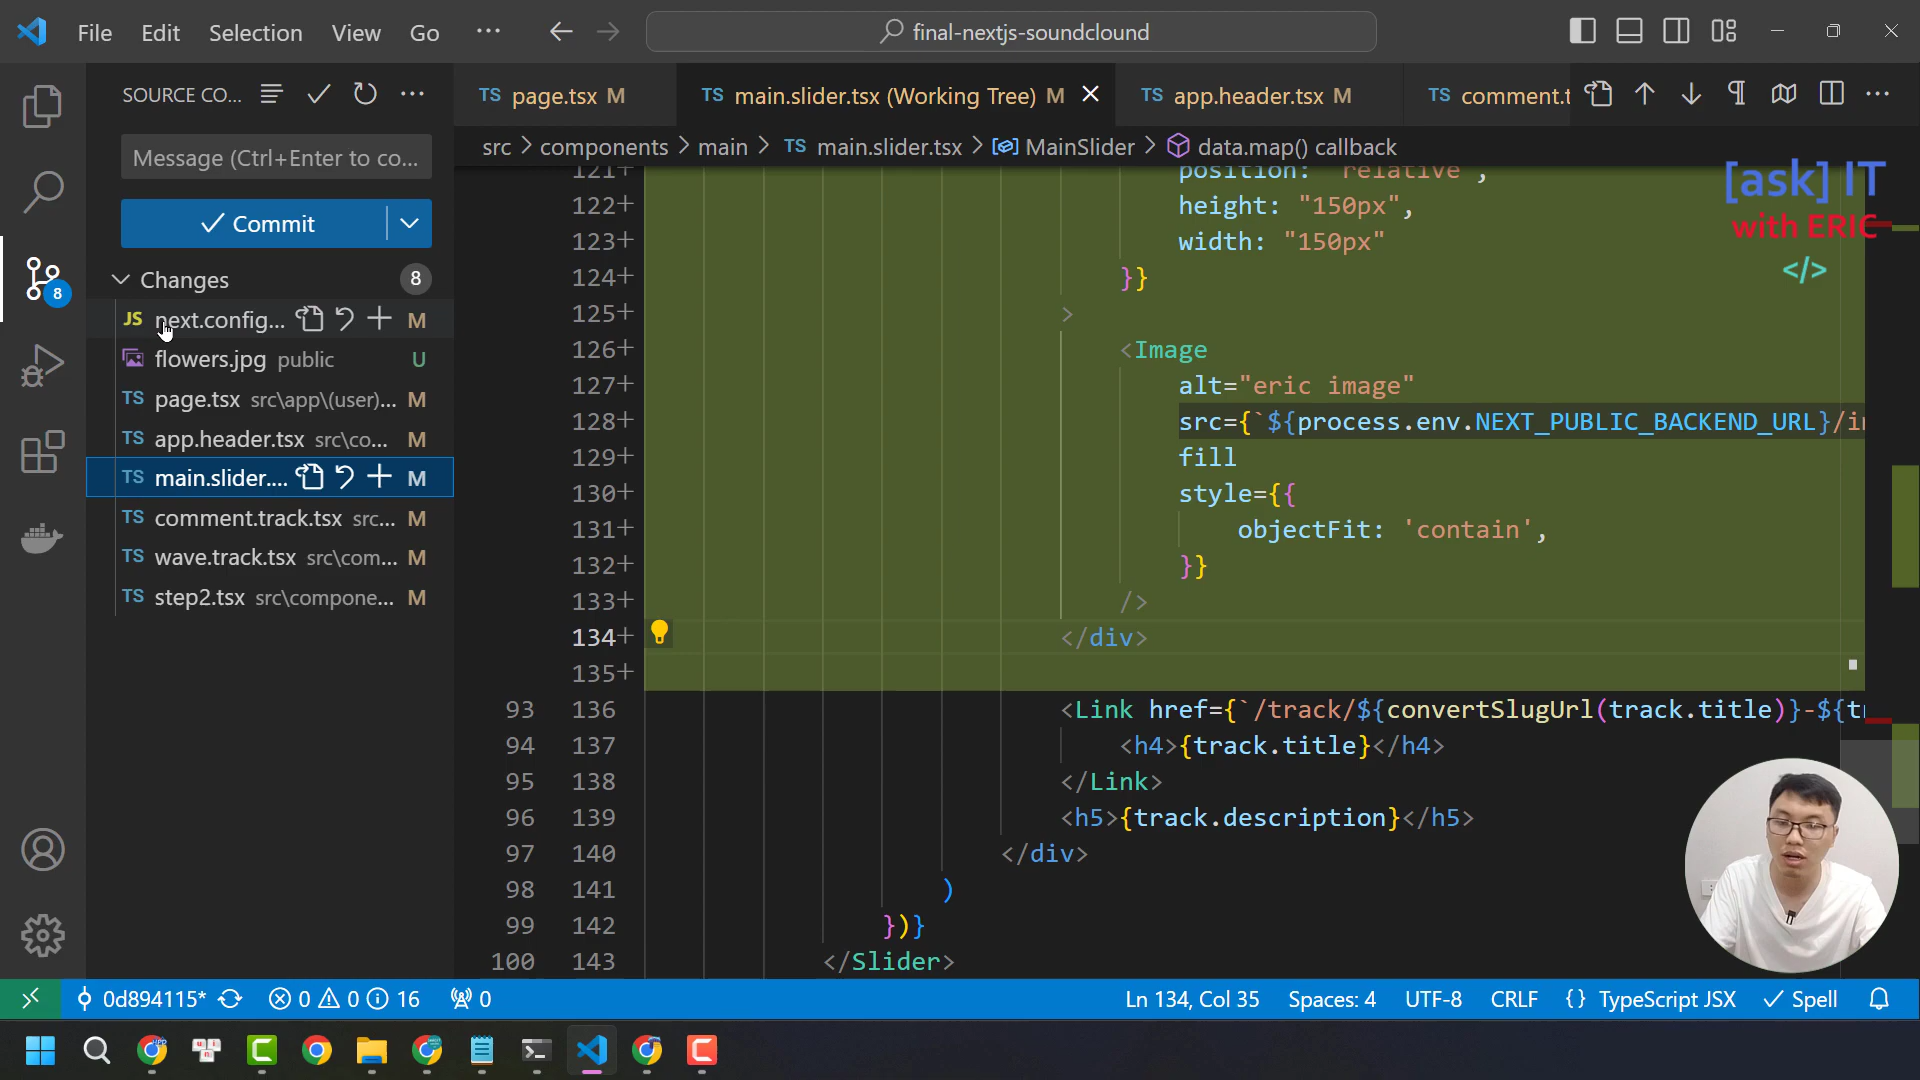 File Edit Selection View Go ··· final-nextjs-soundclound
SOURCE CO...
Message (Ctrl+Enter to co...
Commit
Changes 8
JS next.config... M
flowers.jpg public U
TS page.tsx src\app\(user)... M
TS app.header.tsx src\co... M
TS main.slider.... M
TS comment.track.tsx src... M
TS wave.track.tsx src\com... M
TS step2.tsx src\compone... M
8
TS page.tsx M
TS main.slider.tsx (Working Tree) M
TS app.header.tsx M
TS comment.t
src > components > main > TS main.slider.tsx > MainSlider > data.map() callback
121+ position: "relative",
122+ height: "150px",
123+ width: "150px"
124+ }}
125+ >
126+ <Image
127+ alt="eric image"
128+ src={`${process.env.NEXT_PUBLIC_BACKEND_URL}/i
129+ fill
130+ style={{
131+ objectFit: 'contain',
132+ }}
133+ />
134+ </div>
135+
93 136 <Link href={`/track/${convertSlugUrl(track.title)}-${t
94 137 <h4>{track.title}</h4>
95 138 </Link>
96 139 <h5>{track.description}</h5>
97 140 </div>
98 141 )
99 142 })}
100 143 </Slider>
[ask] IT
with ERIC
</>
0d894115* 0 0 16 0
Ln 134, Col 35 Spaces: 4 UTF-8 CRLF {} TypeScript JSX Spell